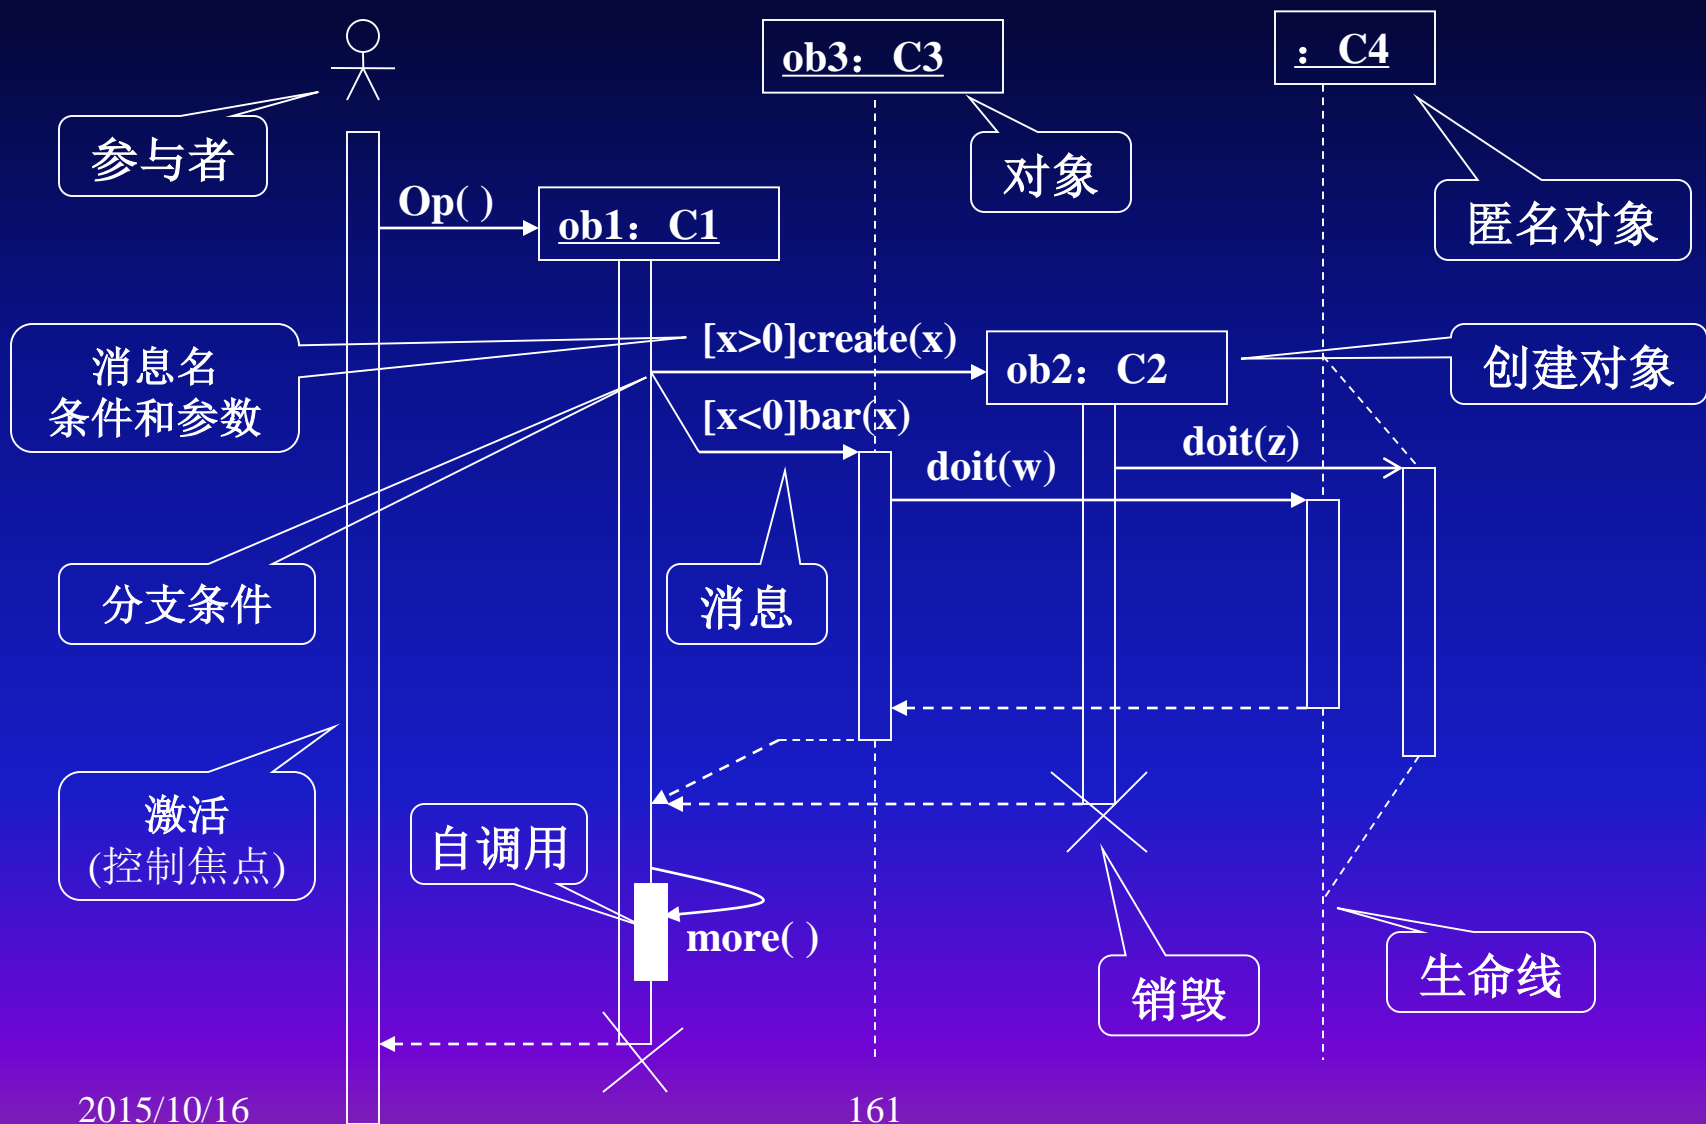 ob3： C3
： C4
参与者
对象
Op( )
ob1： C1
匿名对象
消息名
条件和参数
[x>0]create(x)
ob2： C2
创建对象
[x<0]bar(x)
doit(w)
doit(z)
分支条件
消息
激活
(控制焦点)
自调用
more( )
销毁
生命线
2015/10/16
161